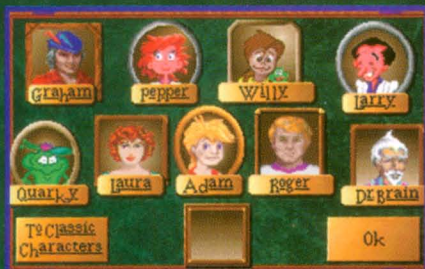 Graham
Pepper
Willy
Larry
Quarky
Laura
Adam
Roger
Dr. Brain
To Classic
Characters
Ok